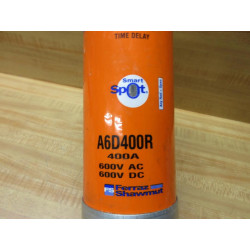 TIME DELAY
Smart
Spot.
A6D400R
400A
600V AC
600V DC
Ferraz
Shawmut